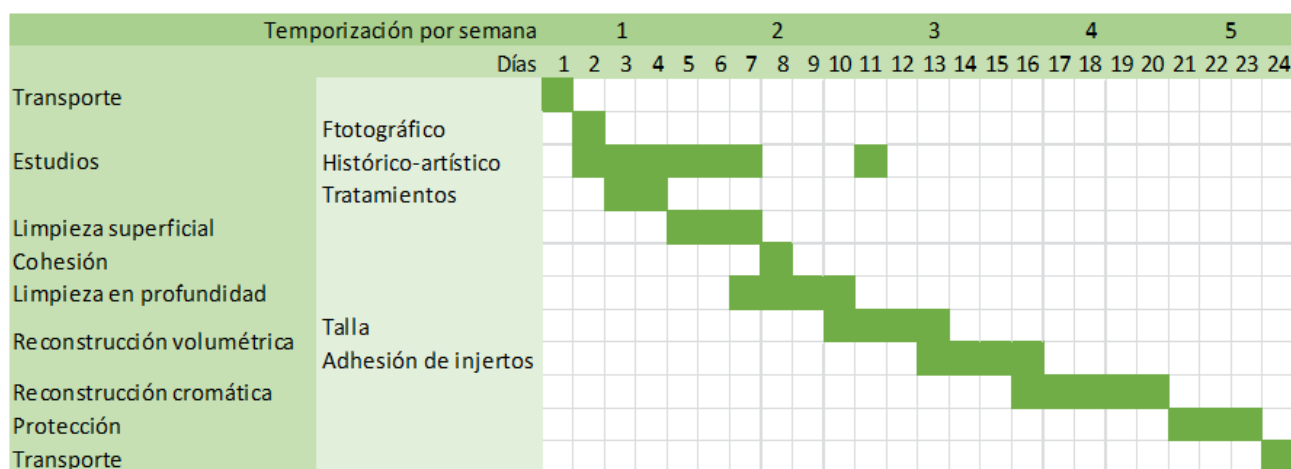 Temporización por semana 1 2 3 4 5
Días 1 2 3 4 5 6 7 8 9 10 11 12 13 14 15 16 17 18 19 20 21 22 23 24
Transporte
Ftotográfico
Estudios Histórico-artístico
Tratamientos
Limpieza superficial
Cohesión
Limpieza en profundidad
Talla
Reconstrucción volumétrica
Adhesión de injertos
Reconstrucción cromática
Protección
Transporte